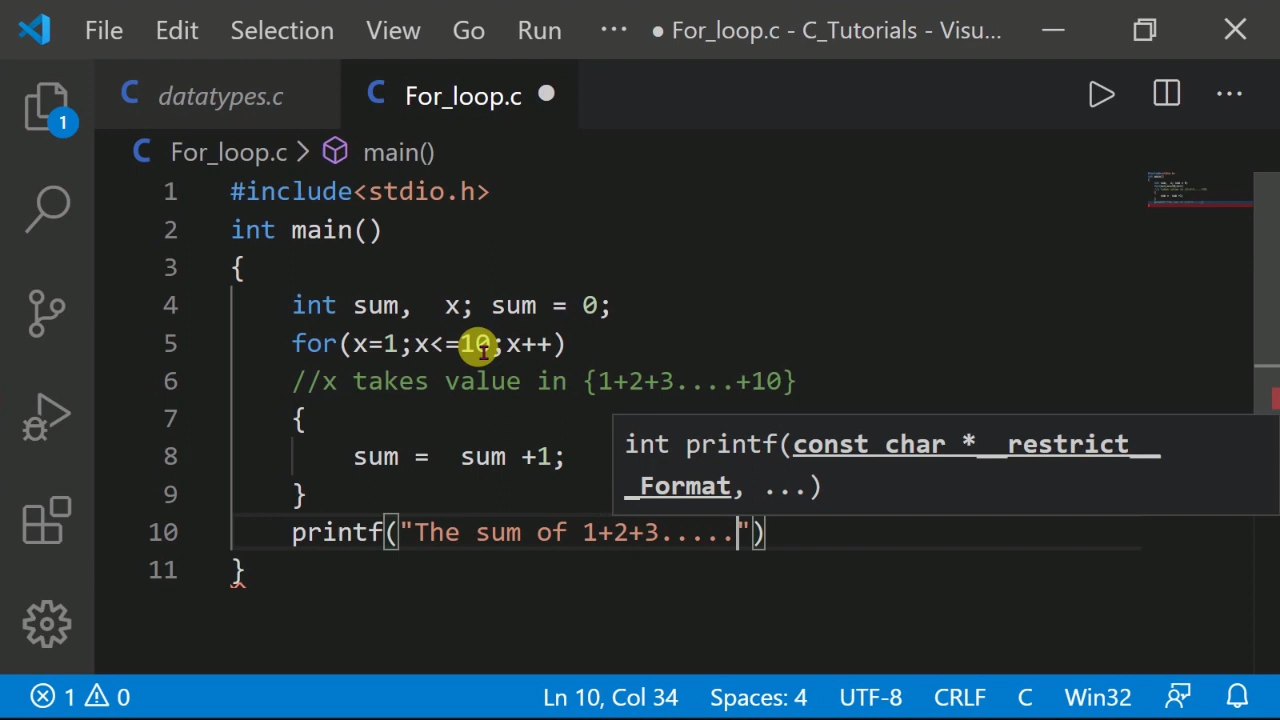 File Edit Selection View Go Run ··· ● For_loop.c - C_Tutorials - Visu...
C datatypes.c C For_loop.c ●
C For_loop.c > main()
1 #include<stdio.h>
2 int main()
3 {
4 int sum,  x; sum = 0;
5 for(x=1;x<=10;x++)
6 //x takes value in {1+2+3....+10}
7 {
8 sum =  sum +1;
9 }
10 printf("The sum of 1+2+3.....")
11 }
int printf(const char *__restrict__
_Format, ...)
1
1 0 Ln 10, Col 34 Spaces: 4 UTF-8 CRLF C Win32